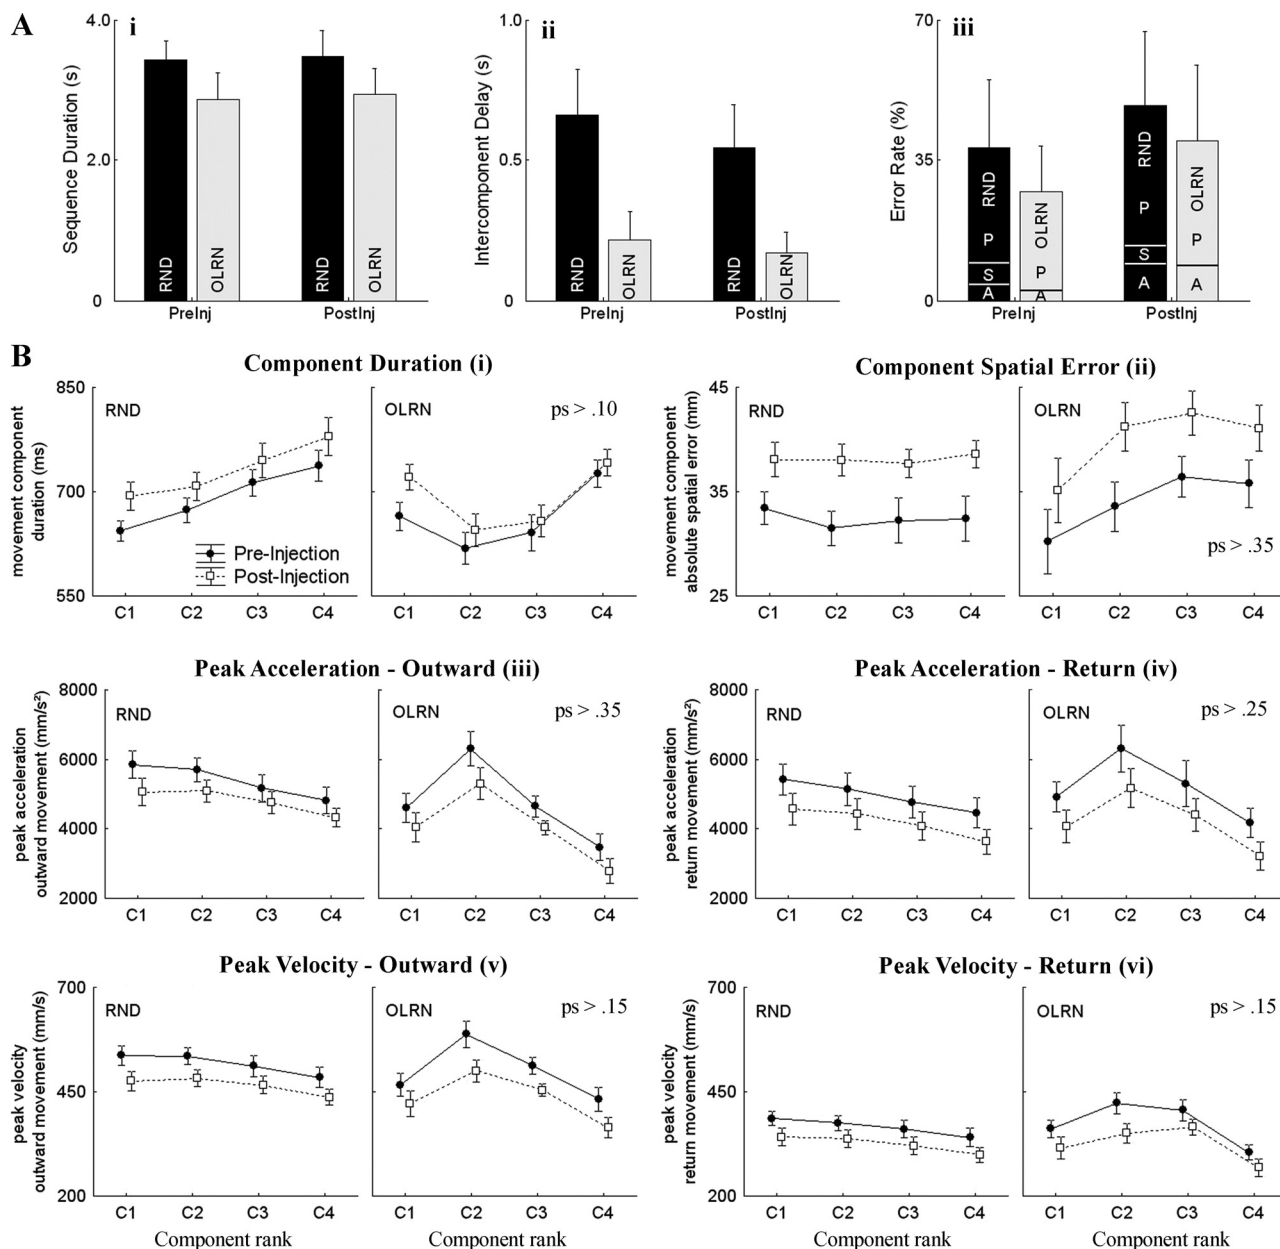 A
i
4.0
2.0
0
Sequence Duration (s)
RND
OLRN
RND
OLRN
PreInj
PostInj
ii
1.0
0.5
0
Intercomponent Delay (s)
RND
OLRN
RND
OLRN
PreInj
PostInj
iii
70
35
0
Error Rate (%)
RND
P
S
A
OLRN
P
A
RND
P
S
A
OLRN
P
A
PreInj
PostInj
B
Component Duration (i)
850
700
550
movement component
duration (ms)
RND
Pre-Injection
Post-Injection
C1 C2 C3 C4
OLRN
ps > .10
C1 C2 C3 C4
Component Spatial Error (ii)
45
35
25
movement component
absolute spatial error (mm)
RND
C1 C2 C3 C4
OLRN
ps > .35
C1 C2 C3 C4
Peak Acceleration - Outward (iii)
8000
6000
4000
2000
peak acceleration
outward movement (mm/s²)
RND
C1 C2 C3 C4
OLRN
ps > .35
C1 C2 C3 C4
Peak Acceleration - Return (iv)
8000
6000
4000
2000
peak acceleration
return movement (mm/s²)
RND
C1 C2 C3 C4
OLRN
ps > .25
C1 C2 C3 C4
Peak Velocity - Outward (v)
700
450
200
peak velocity
outward movement (mm/s)
RND
C1 C2 C3 C4
OLRN
ps > .15
C1 C2 C3 C4
Component rank
Peak Velocity - Return (vi)
700
450
200
peak velocity
return movement (mm/s)
RND
C1 C2 C3 C4
OLRN
ps > .15
C1 C2 C3 C4
Component rank